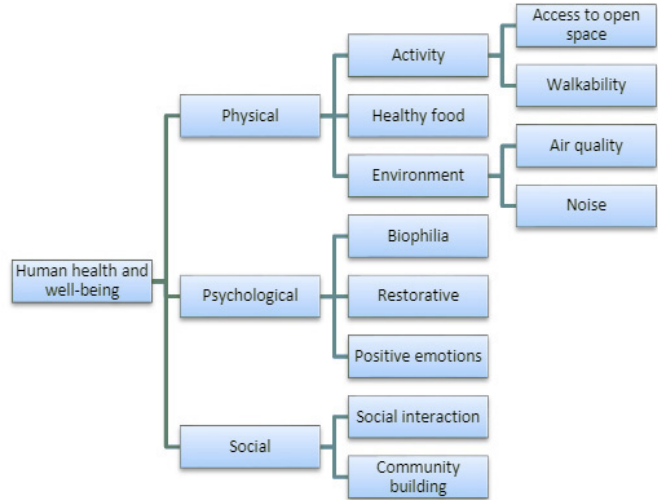 Access to open
space
Activity
Walkability
Physical
Healthy food
Air quality
Environment
Noise
Biophilia
Human health and
well-being
Psychological
Restorative
Positive emotions
Social interaction
Social
Community
building